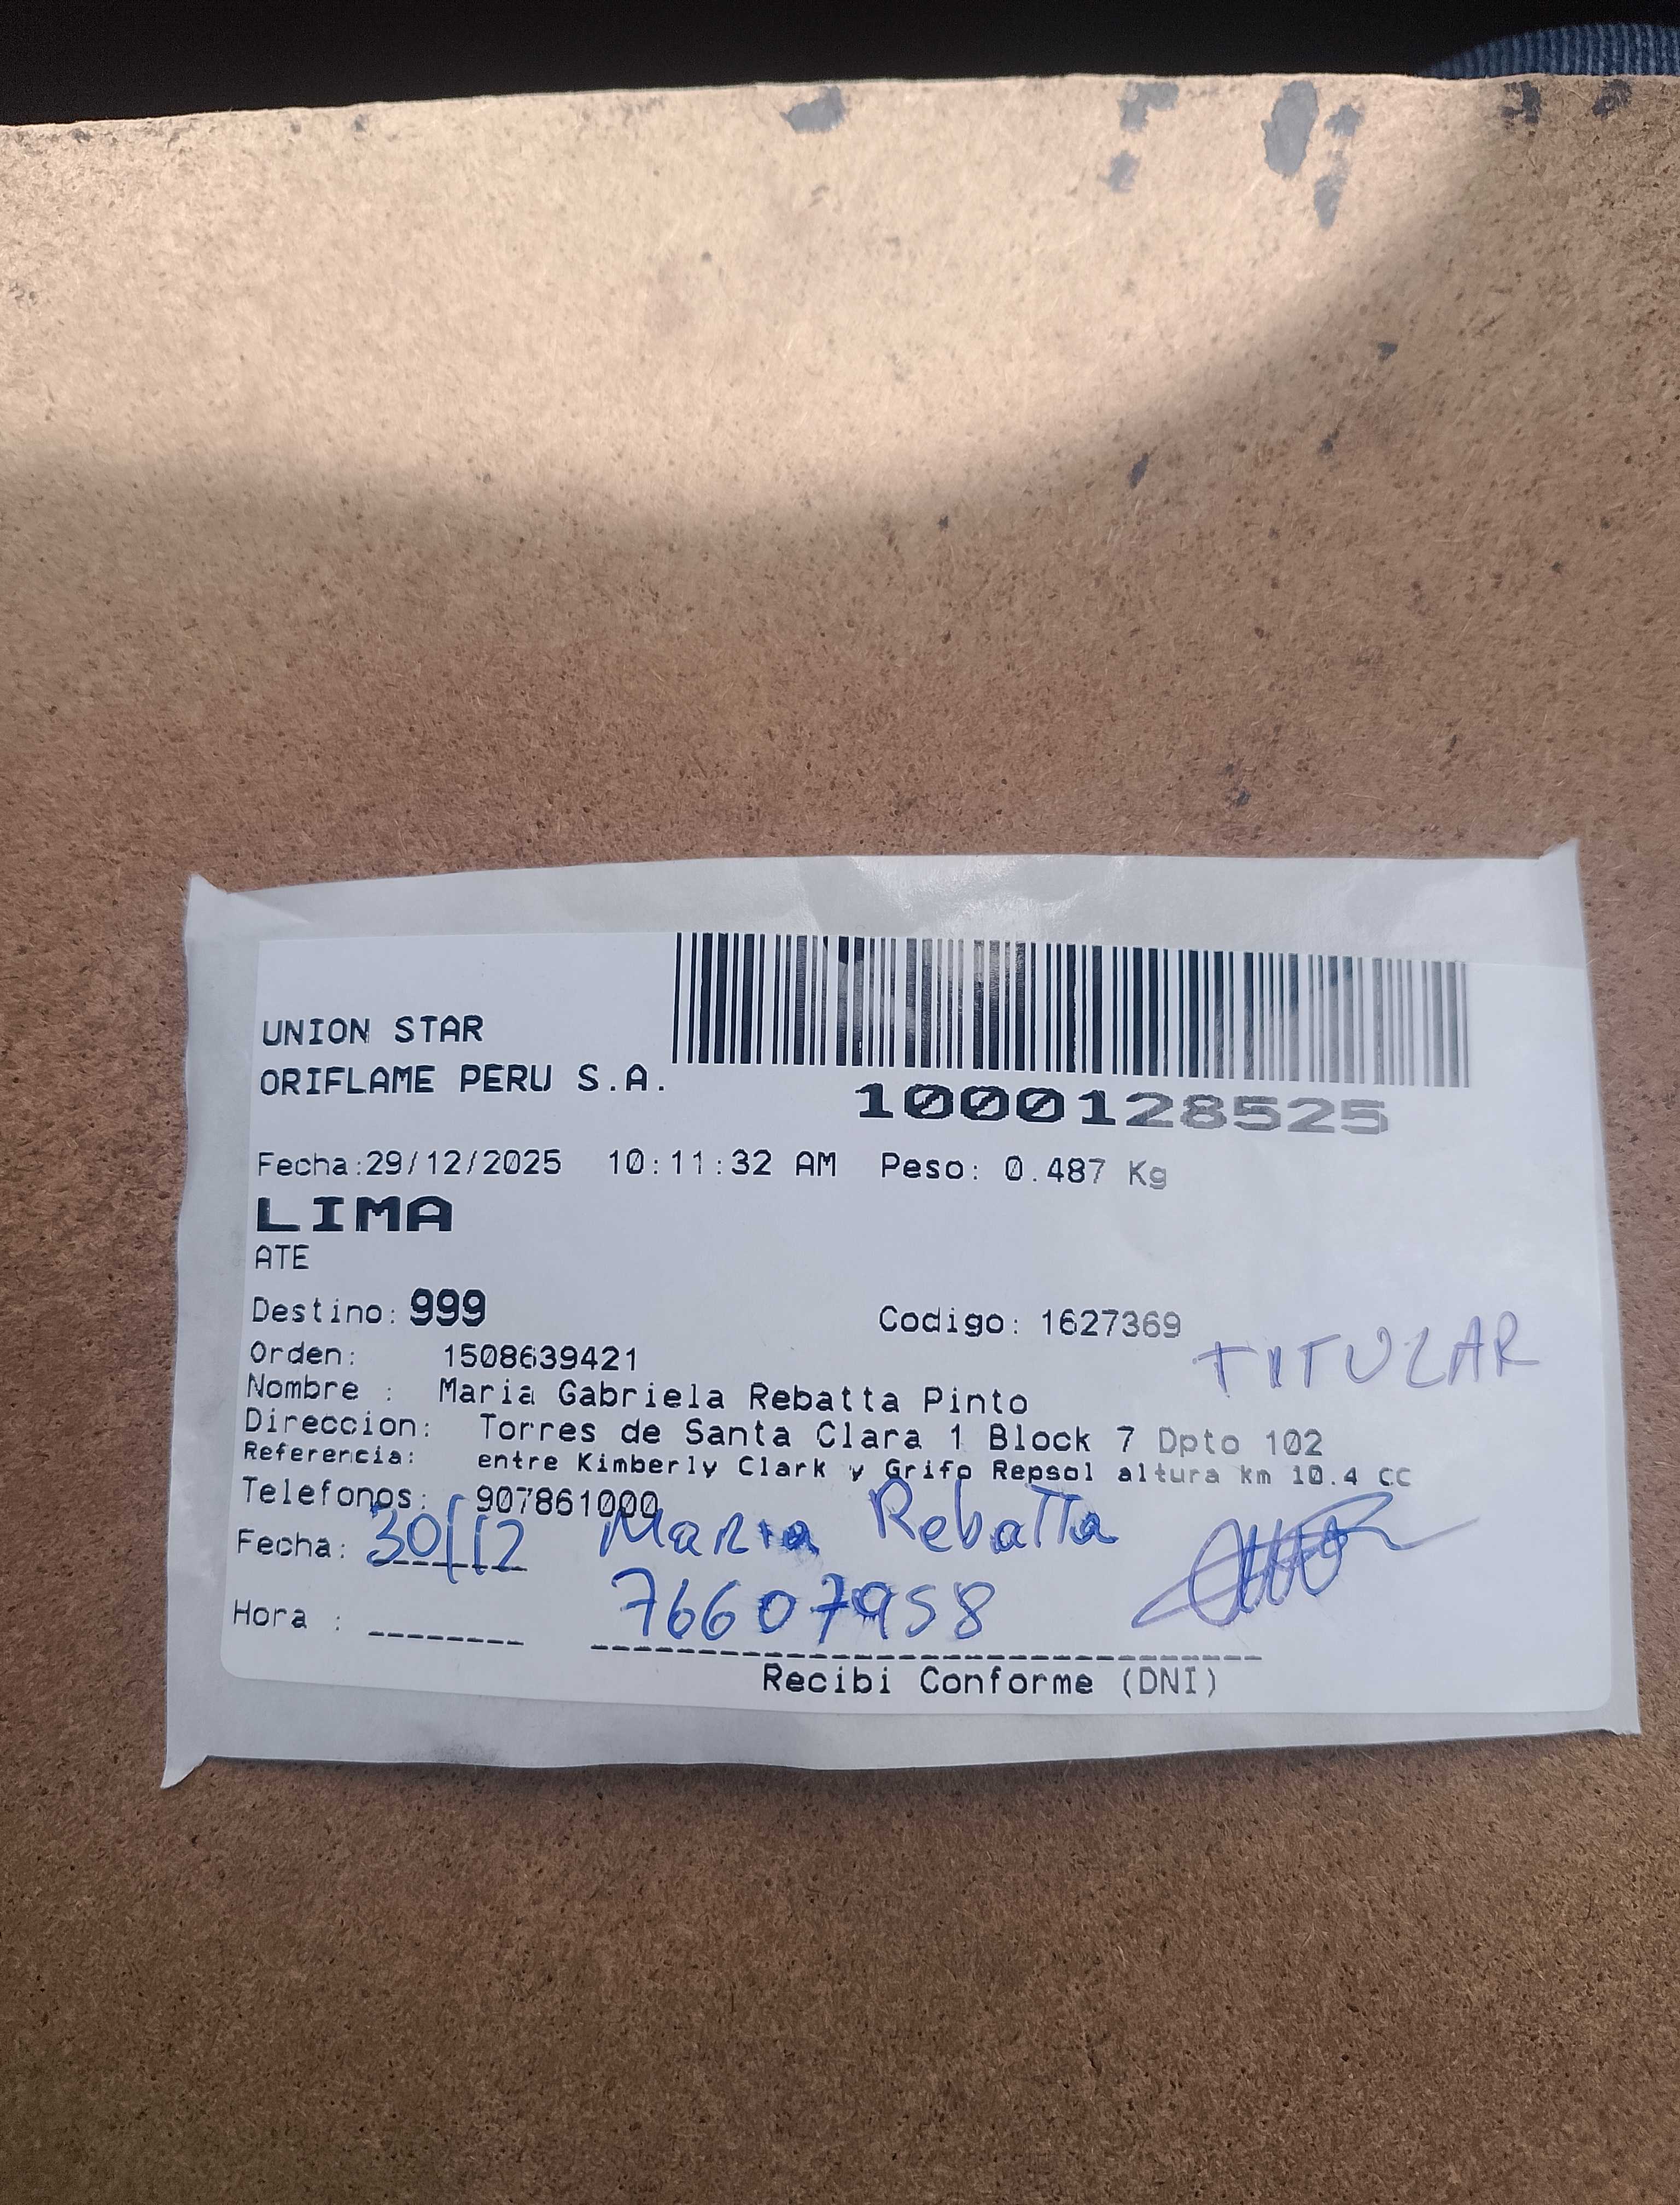 UNION STAR
ORIFLAME PERU S.A.
1000128525
Fecha:29/12/2025 10:11:32 AM Peso: 0.487 Kg
LIMA
ATE
Destino: 999 Codigo: 1627369
TITULAR
Orden: 1508639421
Nombre : Maria Gabriela Rebatta Pinto
Direccion: Torres de Santa Clara 1 Block 7 Dpto 102
Referencia: entre Kimberly Clark y Grifo Repsol altura km 10.4 CC
Telefonos: 907861000
Fecha: 30/12 Maria Rebatta
76607958
Hora :
Recibi Conforme (DNI)